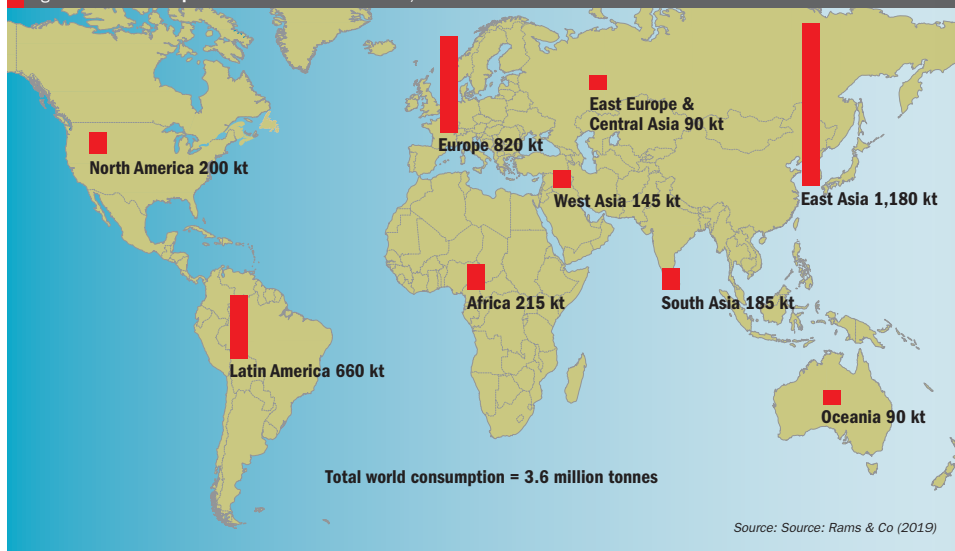 East Europe &
Central Asia 90 kt
Europe 820 kt
North America 200 kt
West Asia 145 kt
East Asia 1,180 kt
Africa 215 kt
South Asia 185 kt
Latin America 660 kt
Oceania 90 kt
Total world consumption = 3.6 million tonnes
Source: Source: Rams & Co (2019)